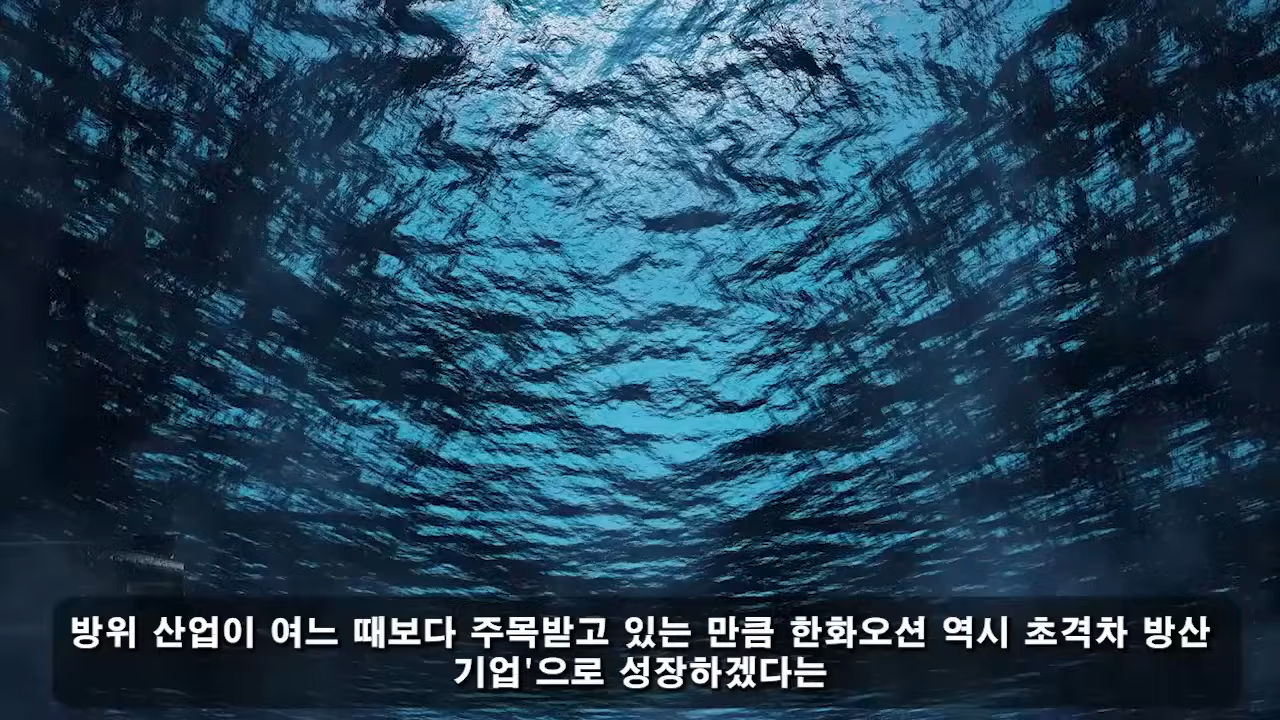 방위 산업이 여느 때보다 주목받고 있는 만큼 한화오션 역시 초격차 방산
기업'으로 성장하겠다는